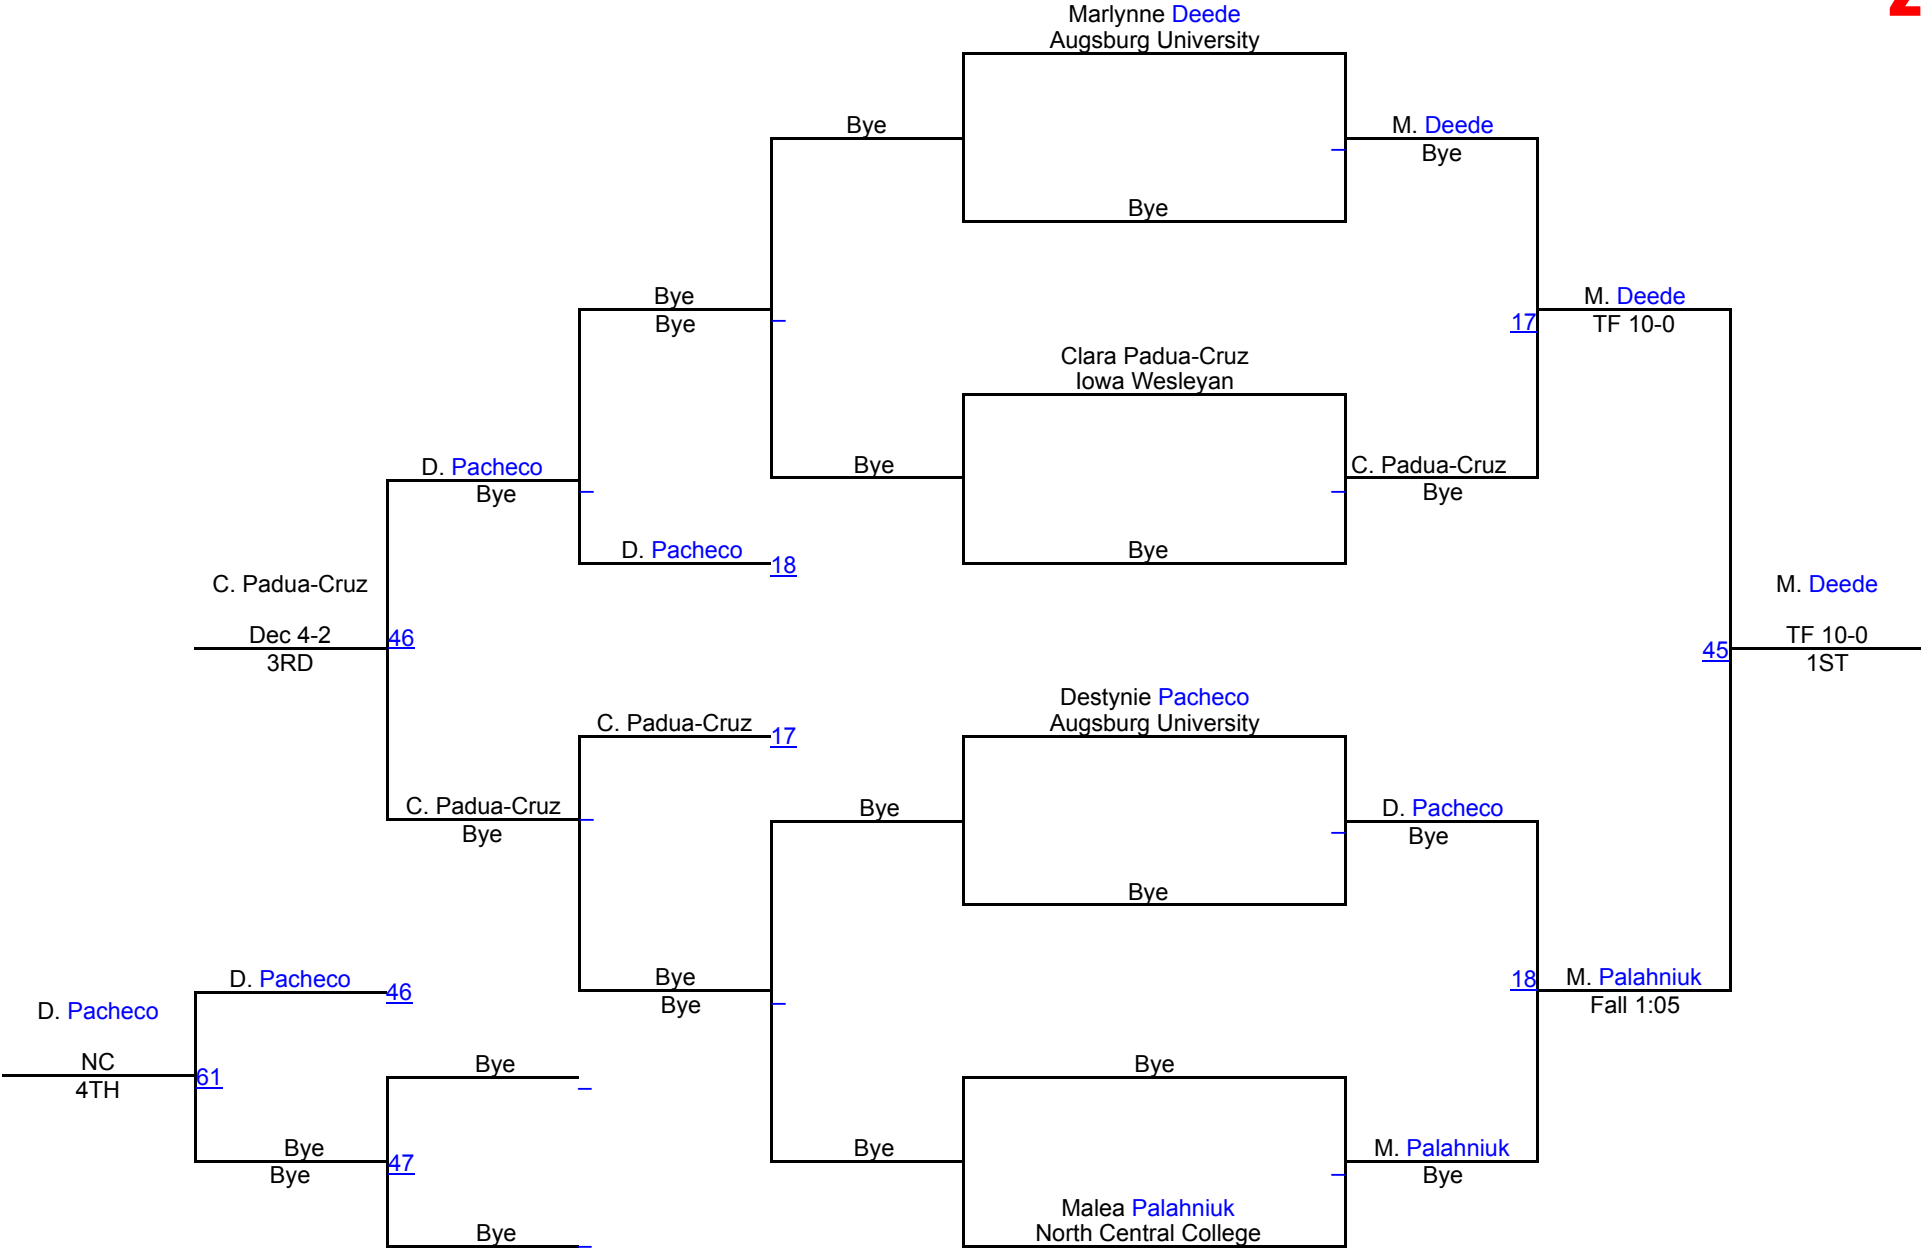 Marlynne Deede
Augsburg University
Bye
M. Deede
Bye
Bye
Bye
Bye
M. Deede
17
TF 10-0
Clara Padua-Cruz
Iowa Wesleyan
D. Pacheco
Bye
Bye
C. Padua-Cruz
Bye
D. Pacheco
18
Bye
C. Padua-Cruz
M. Deede
Dec 4-2
46
3RD
45
TF 10-0
1ST
Destynie Pacheco
Augsburg University
C. Padua-Cruz
17
C. Padua-Cruz
Bye
Bye
D. Pacheco
Bye
Bye
D. Pacheco
46
Bye
Bye
18
M. Palahniuk
Fall 1:05
D. Pacheco
NC
61
4TH
Bye
Bye
Bye
Bye
47
Bye
M. Palahniuk
Bye
Malea Palahniuk
North Central College
Bye